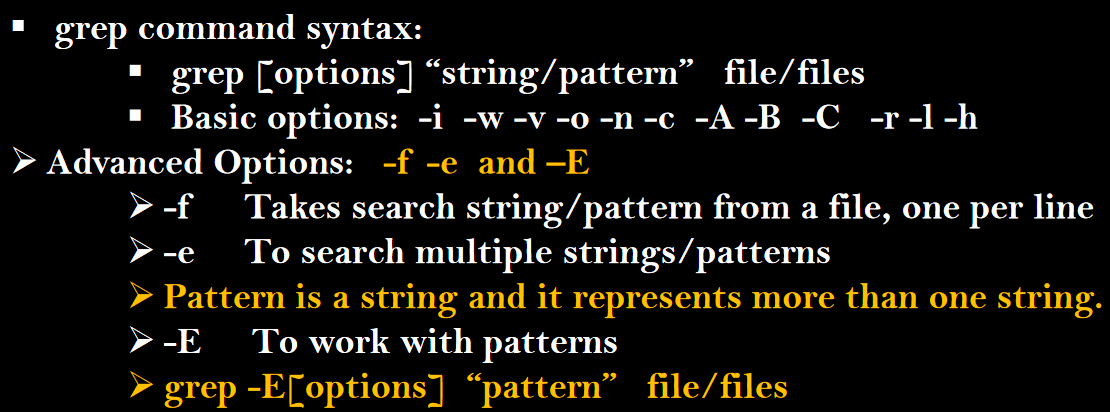 ▪ grep command syntax:
▪ grep [options] “string/pattern” file/files
▪ Basic options: -i -w -v -o -n -c -A -B -C -r -l -h
➢ Advanced Options: -f -e and –E
➢ -f Takes search string/pattern from a file, one per line
➢ -e To search multiple strings/patterns
➢ Pattern is a string and it represents more than one string.
➢ -E To work with patterns
➢ grep -E[options] “pattern” file/files